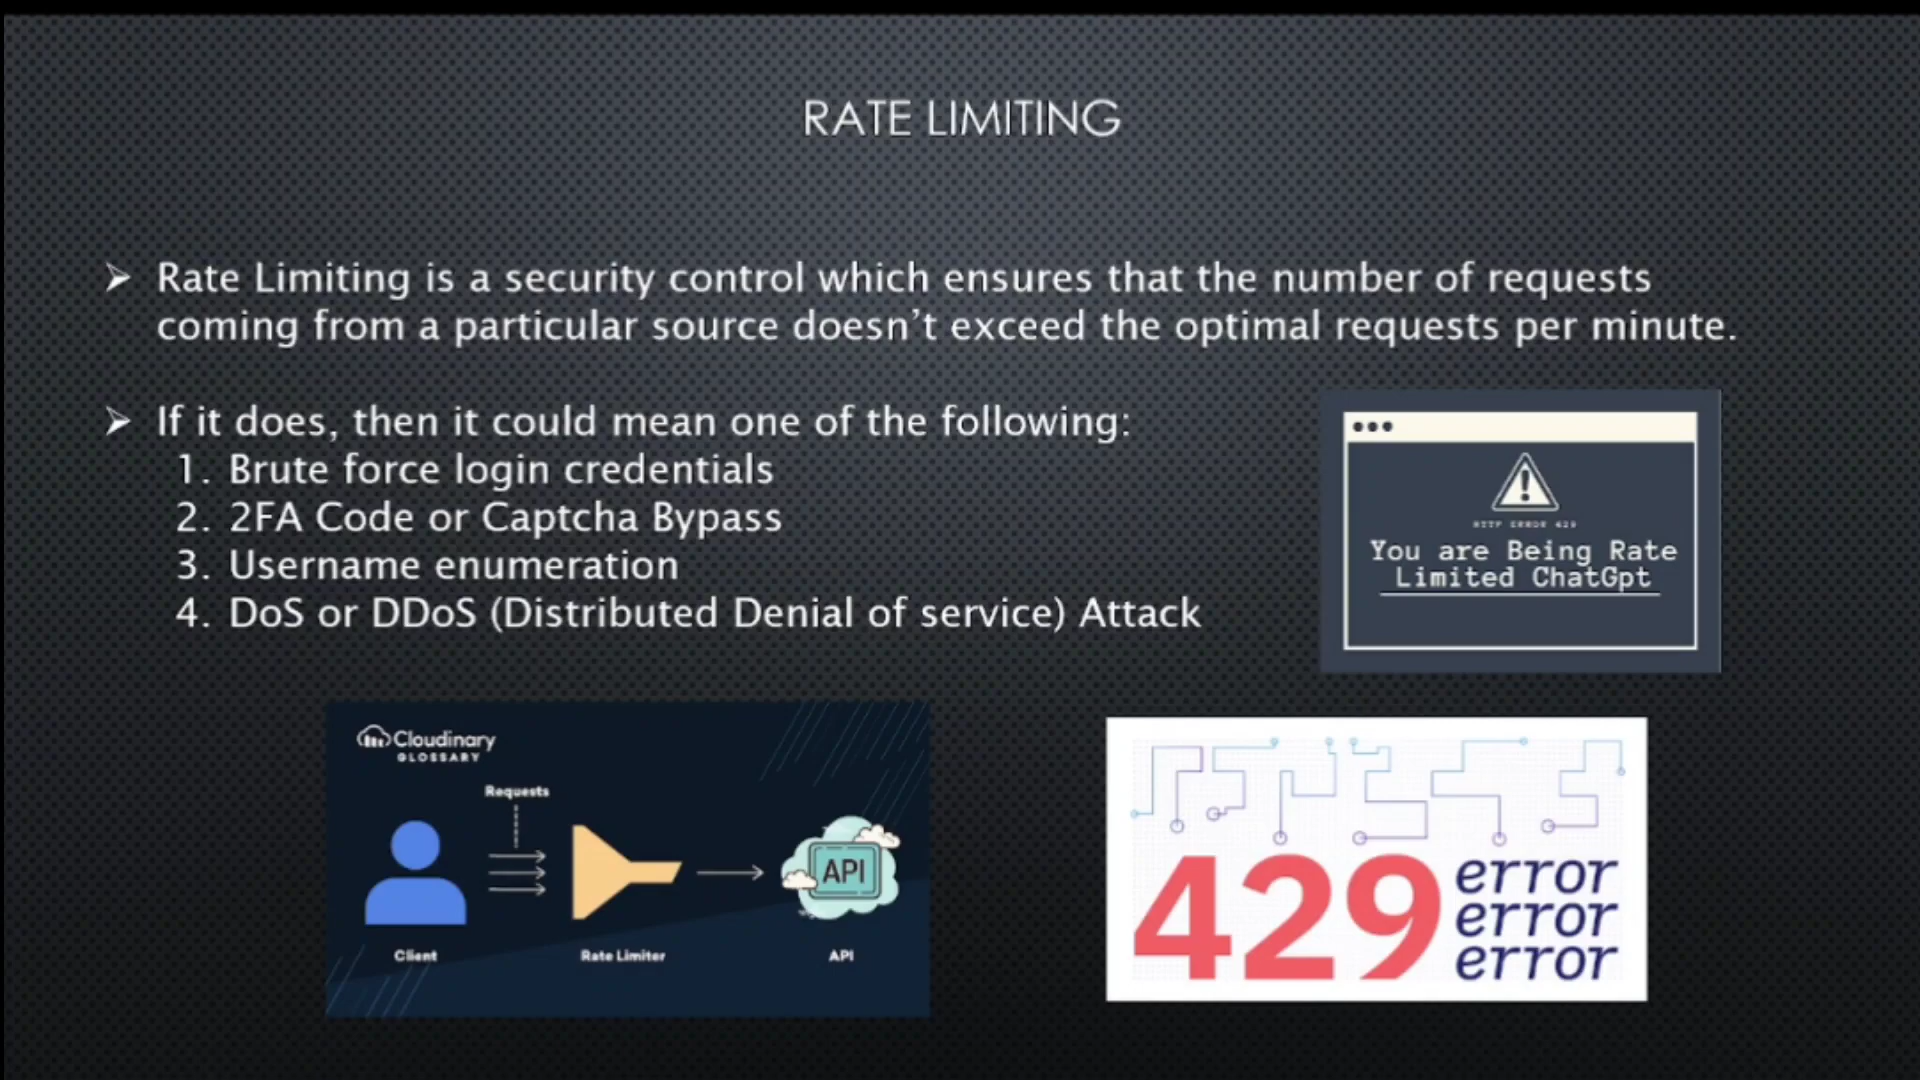 RATE LIMITING
➢ Rate Limiting is a security control which ensures that the number of requests
coming from a particular source doesn’t exceed the optimal requests per minute.
➢ If it does, then it could mean one of the following:
1. Brute force login credentials
2. 2FA Code or Captcha Bypass
3. Username enumeration
4. DoS or DDoS (Distributed Denial of service) Attack
HTTP ERROR 429
You are Being Rate
Limited ChatGpt
Cloudinary
GLOSSARY
Requests
API
Client
Rate Limiter
API
429
error
error
error